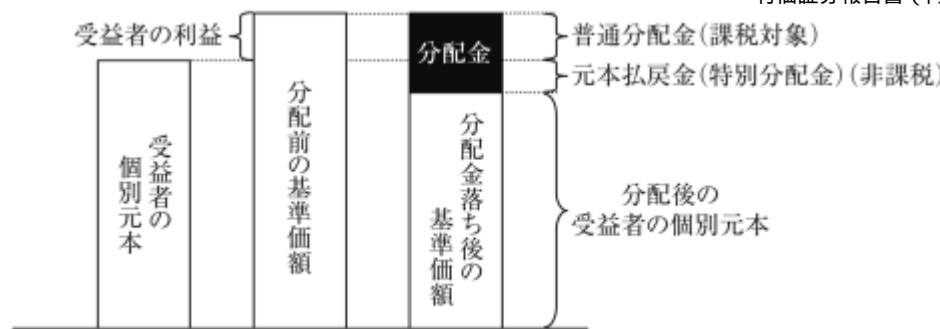 受益者の利益
分配金
普通分配金(課税対象)
元本払戻金(特別分配金)(非課税)
受益者の
個別元本
分配前の基準価額
分配金落ち後の
基準価額
分配後の
受益者の個別元本